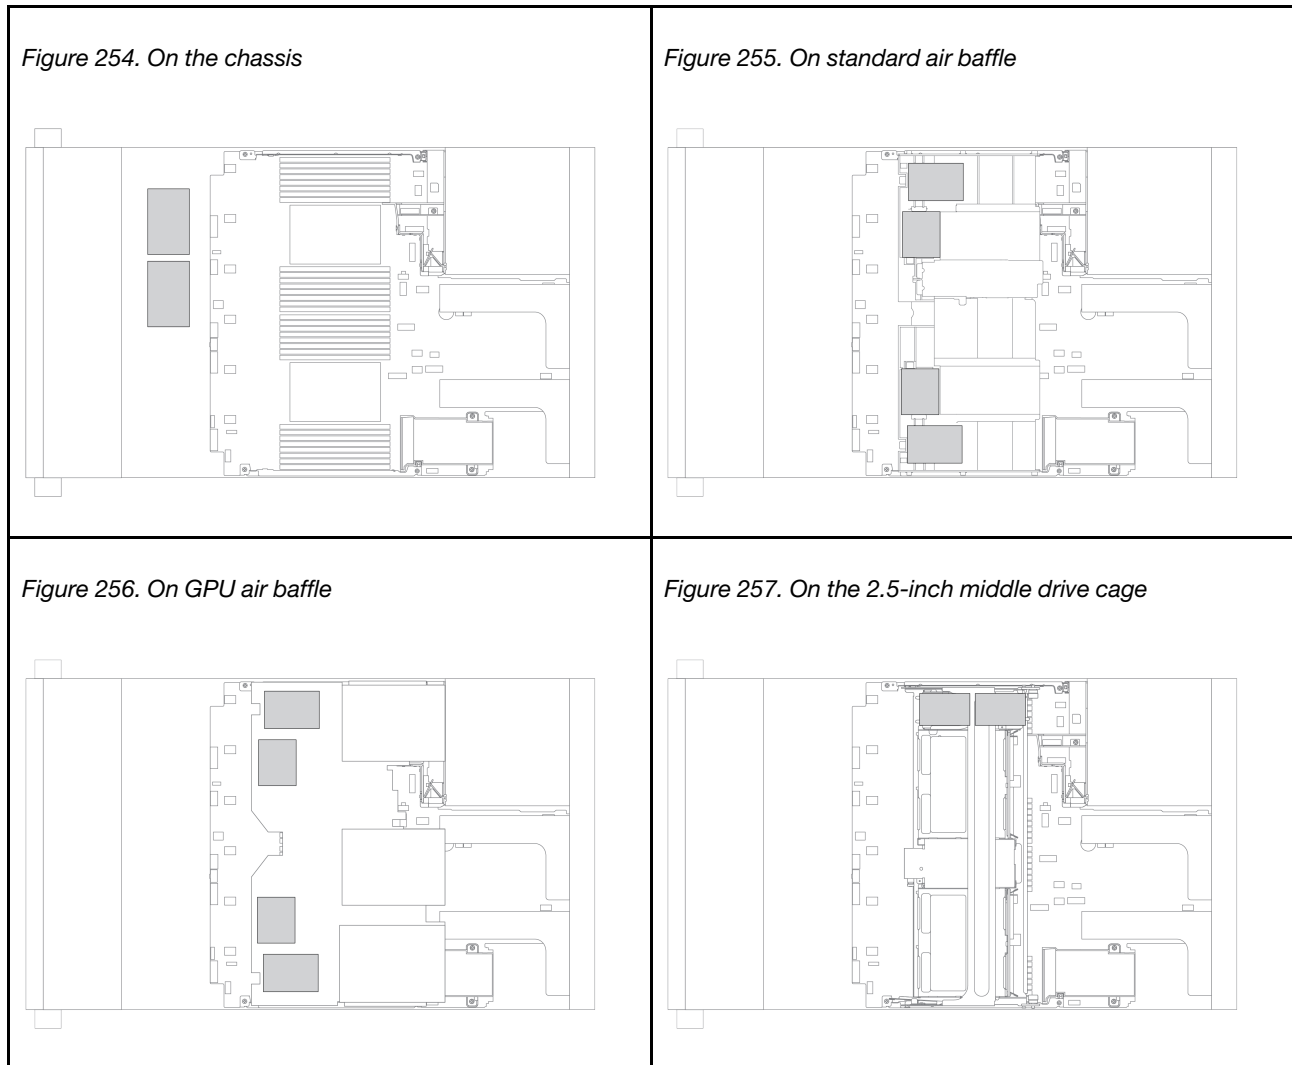 Figure 254. On the chassis
Figure 255. On standard air baffle
Figure 256. On GPU air baffle
Figure 257. On the 2.5-inch middle drive cage